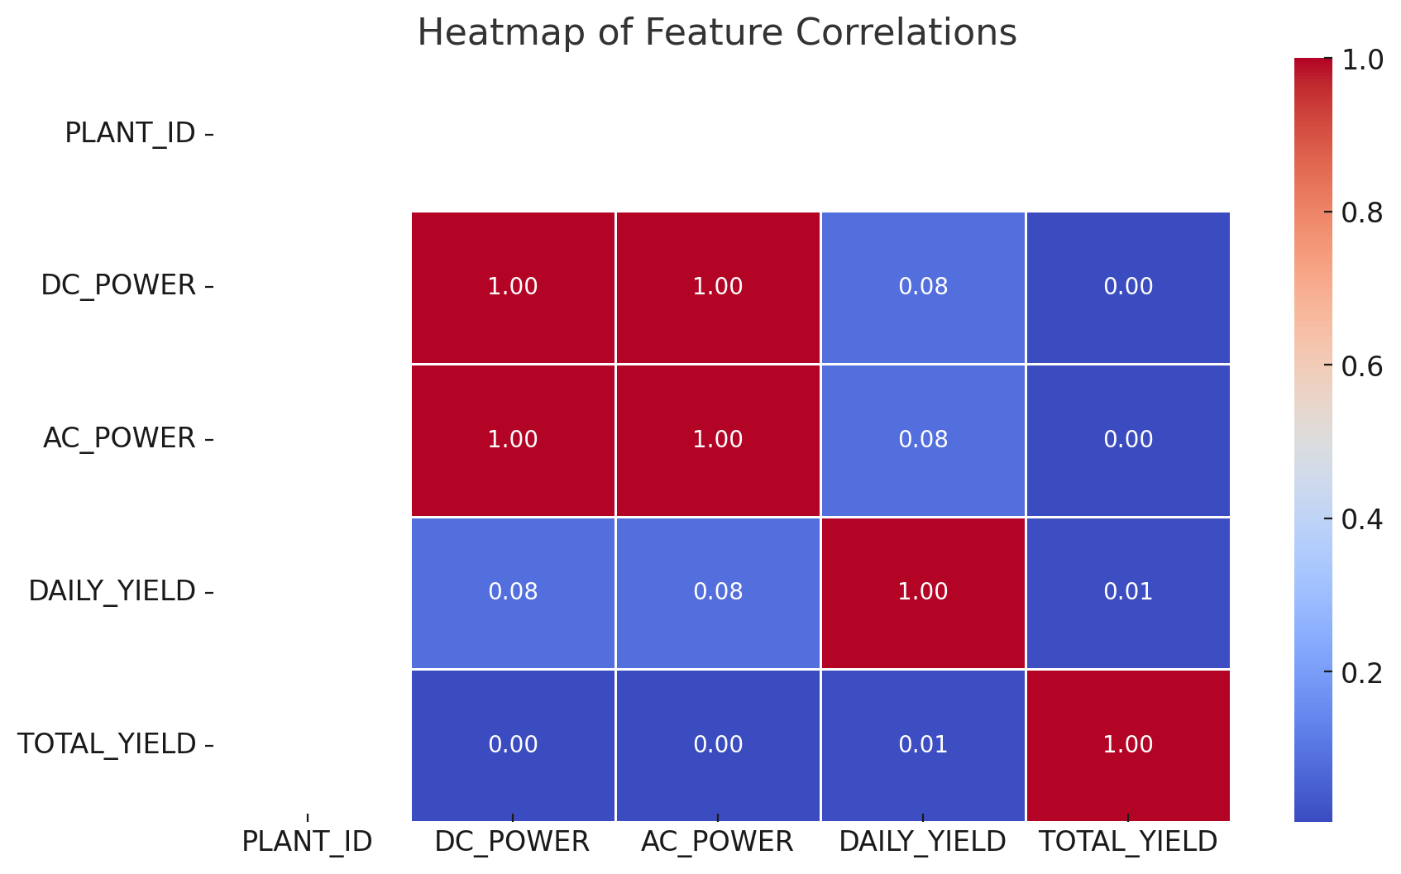 Heatmap of Feature Correlations
PLANT_ID
DC_POWER 1.00 1.00 0.08 0.00
AC_POWER 1.00 1.00 0.08 0.00
DAILY_YIELD 0.08 0.08 1.00 0.01
TOTAL_YIELD 0.00 0.00 0.01 1.00
PLANT_ID DC_POWER AC_POWER DAILY_YIELD TOTAL_YIELD
1.0
0.8
0.6
0.4
0.2